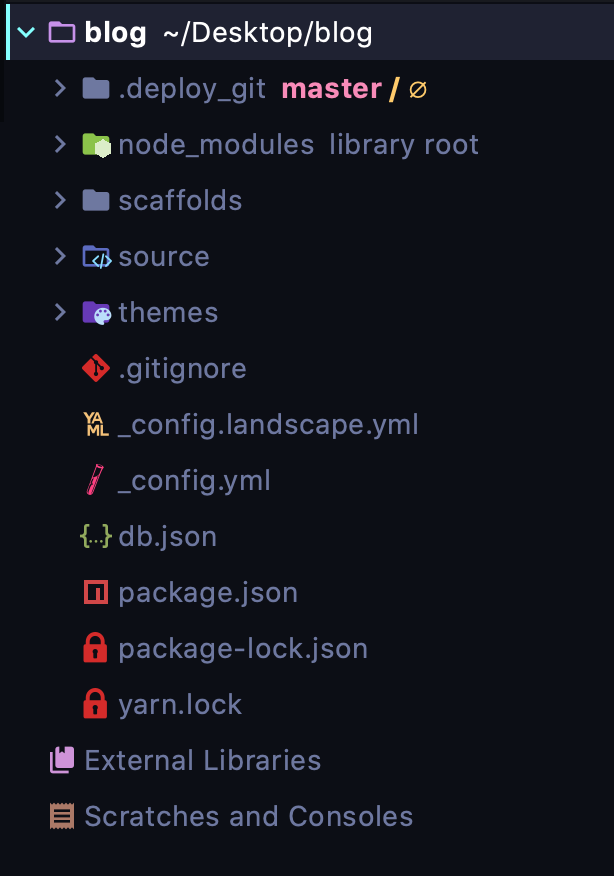 blog ~/Desktop/blog
.deploy_git master / ∅
node_modules library root
scaffolds
source
themes
.gitignore
YAML _config.landscape.yml
_config.yml
{...} db.json
package.json
package-lock.json
yarn.lock
External Libraries
Scratches and Consoles